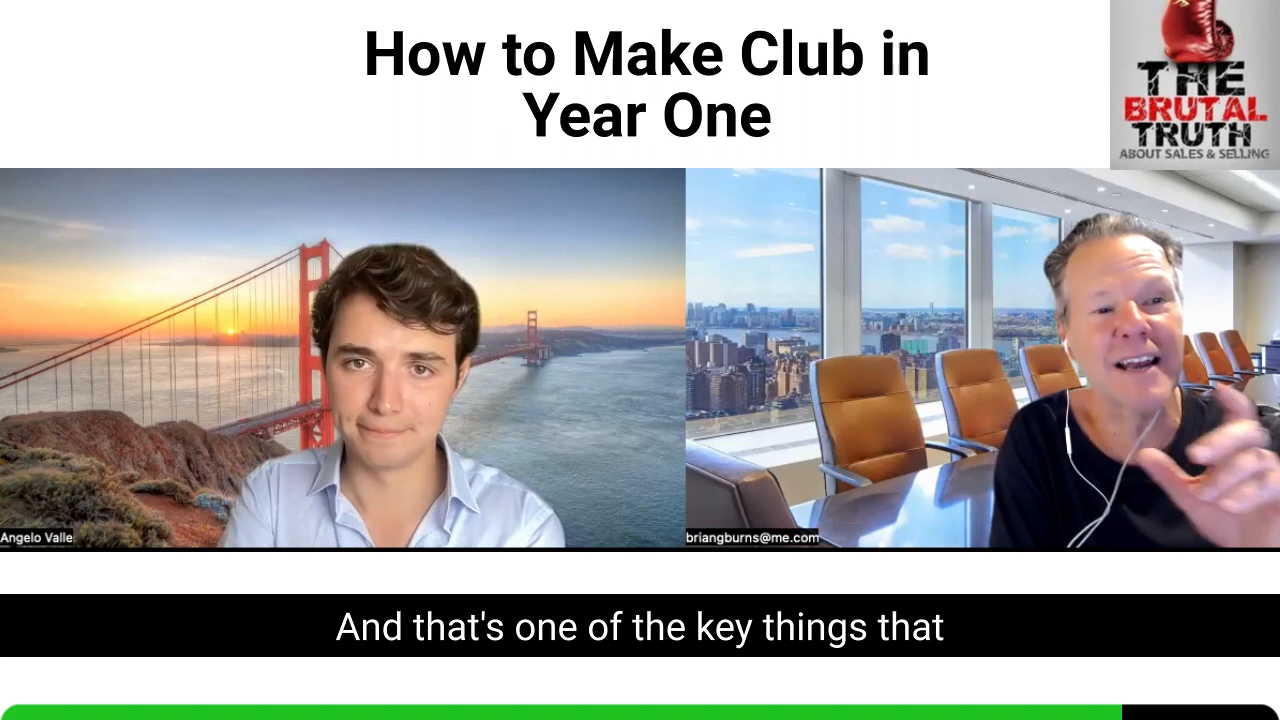 How to Make Club in
Year One
THE
BRUTAL
TRUTH
ABOUT SALES & SELLING
Angelo Valle
briangburns@me.com
And that's one of the key things that